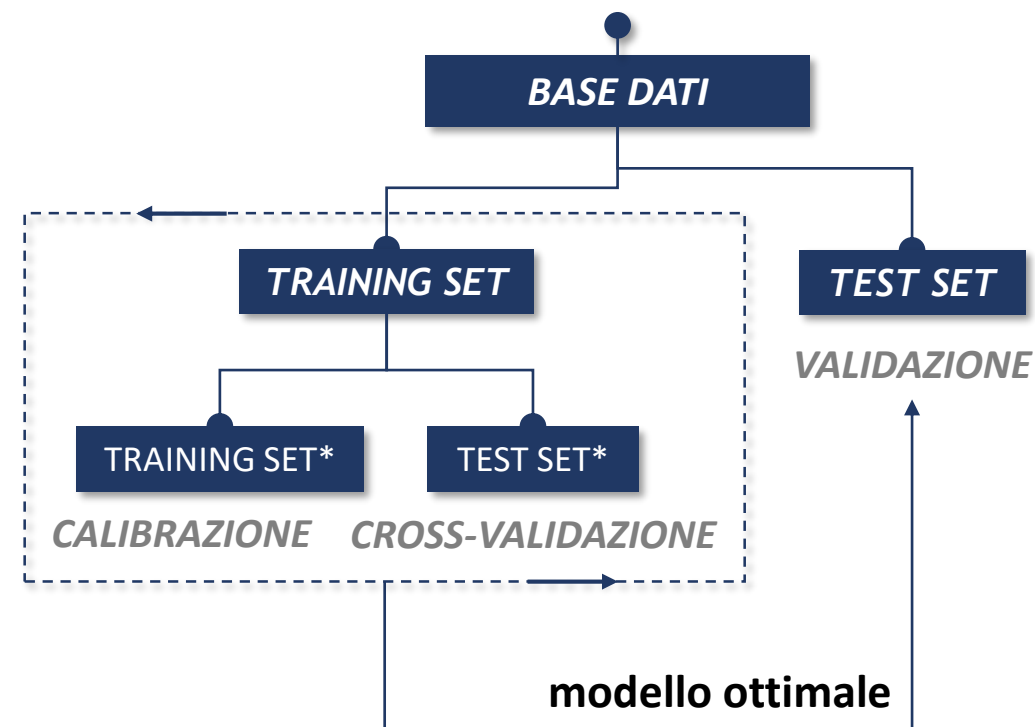 BASE DATI
TRAINING SET
TEST SET
VALIDAZIONE
TRAINING SET*
TEST SET*
CALIBRAZIONE
CROSS-VALIDAZIONE
modello ottimale